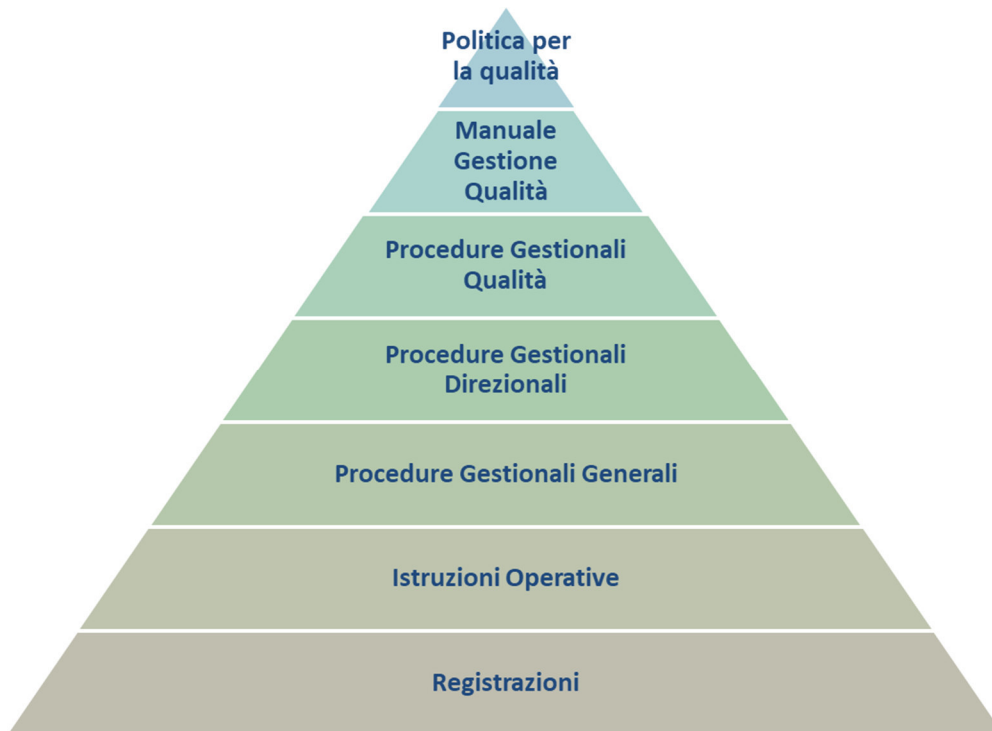 Politica per
la qualità
Manuale
Gestione
Qualità
Procedure Gestionali
Qualità
Procedure Gestionali
Direzionali
Procedure Gestionali Generali
Istruzioni Operative
Registrazioni